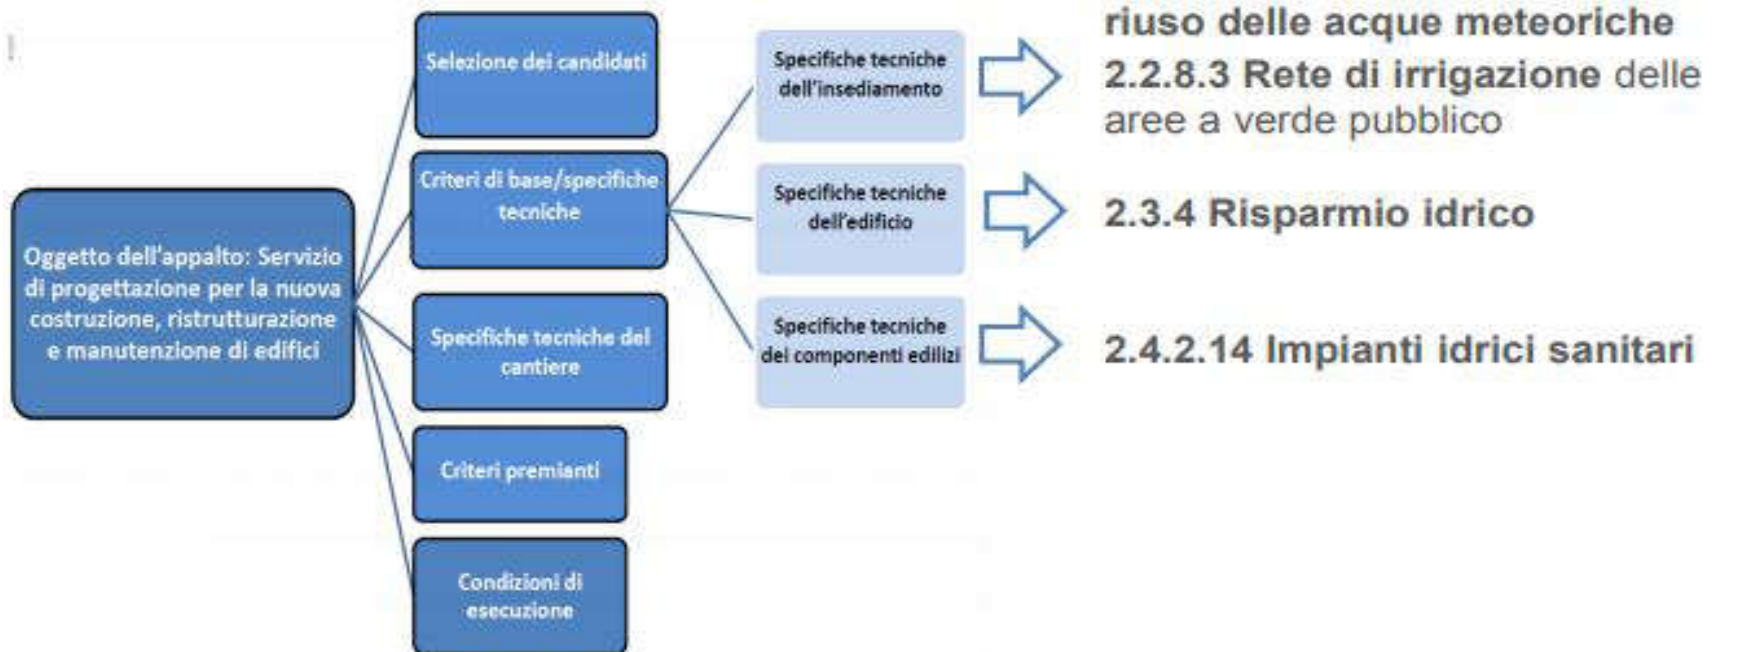 Oggetto dell'appalto: Servizio
di progettazione per la nuova
costruzione, ristrutturazione
e manutenzione di edifici
Selezione dei candidati
Criteri di base/specifiche
tecniche
Specifiche tecniche del
cantiere
Criteri premianti
Condizioni di
esecuzione
Specifiche tecniche
dell'insediamento
Specifiche tecniche
dell'edificio
Specifiche tecniche
dei componenti edilizi
riuso delle acque meteoriche
2.2.8.3 Rete di irrigazione delle
aree a verde pubblico
2.3.4 Risparmio idrico
2.4.2.14 Impianti idrici sanitari